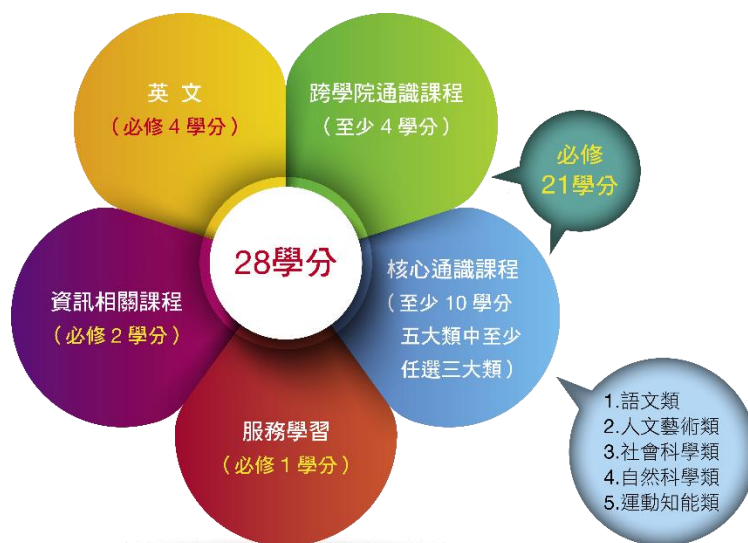 英 文
（必修 4 學分）
跨學院通識課程
（至少 4 學分）
必修
21學分
28學分
資訊相關課程
（必修 2 學分）
核心通識課程
（至少 10 學分
五大類中至少
任選三大類）
服務學習
（必修 1 學分）
1.語文類
2.人文藝術類
3.社會科學類
4.自然科學類
5.運動知能類